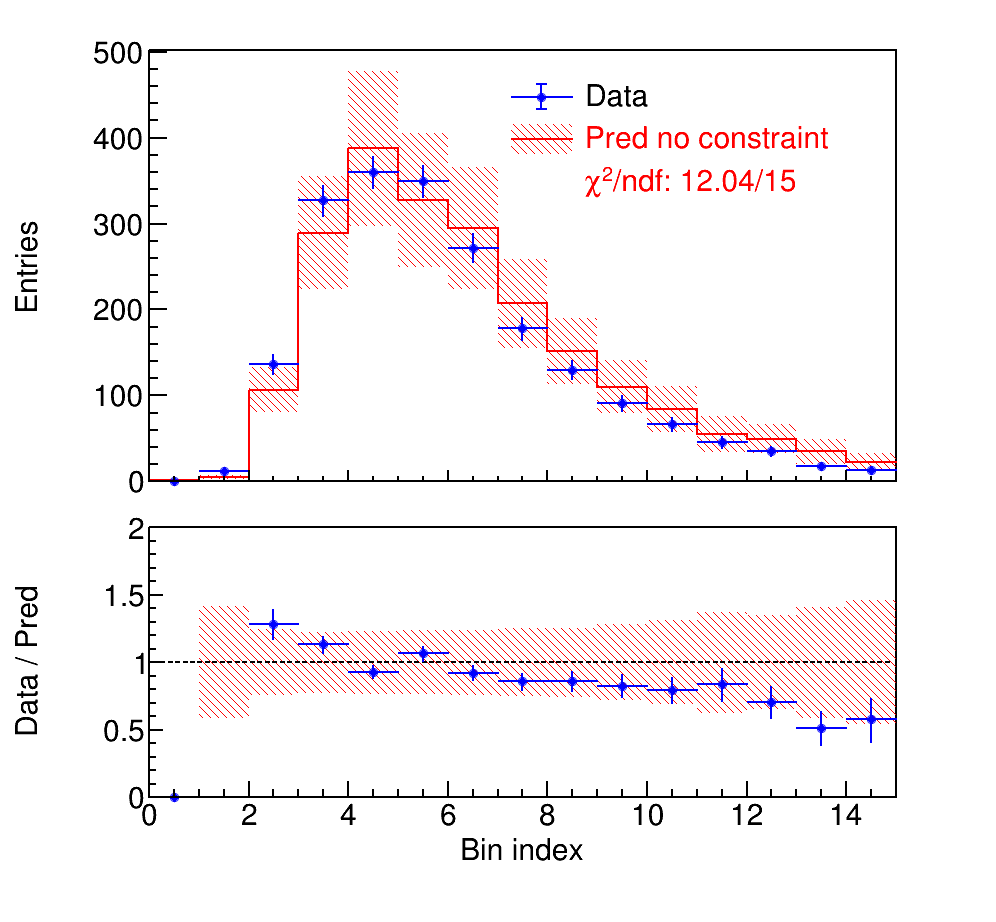 500
400
300
200
100
0
Entries
Data
Pred no constraint
χ²/ndf: 12.04/15
2
1.5
1
0.5
0
Data / Pred
0 2 4 6 8 10 12 14
Bin index